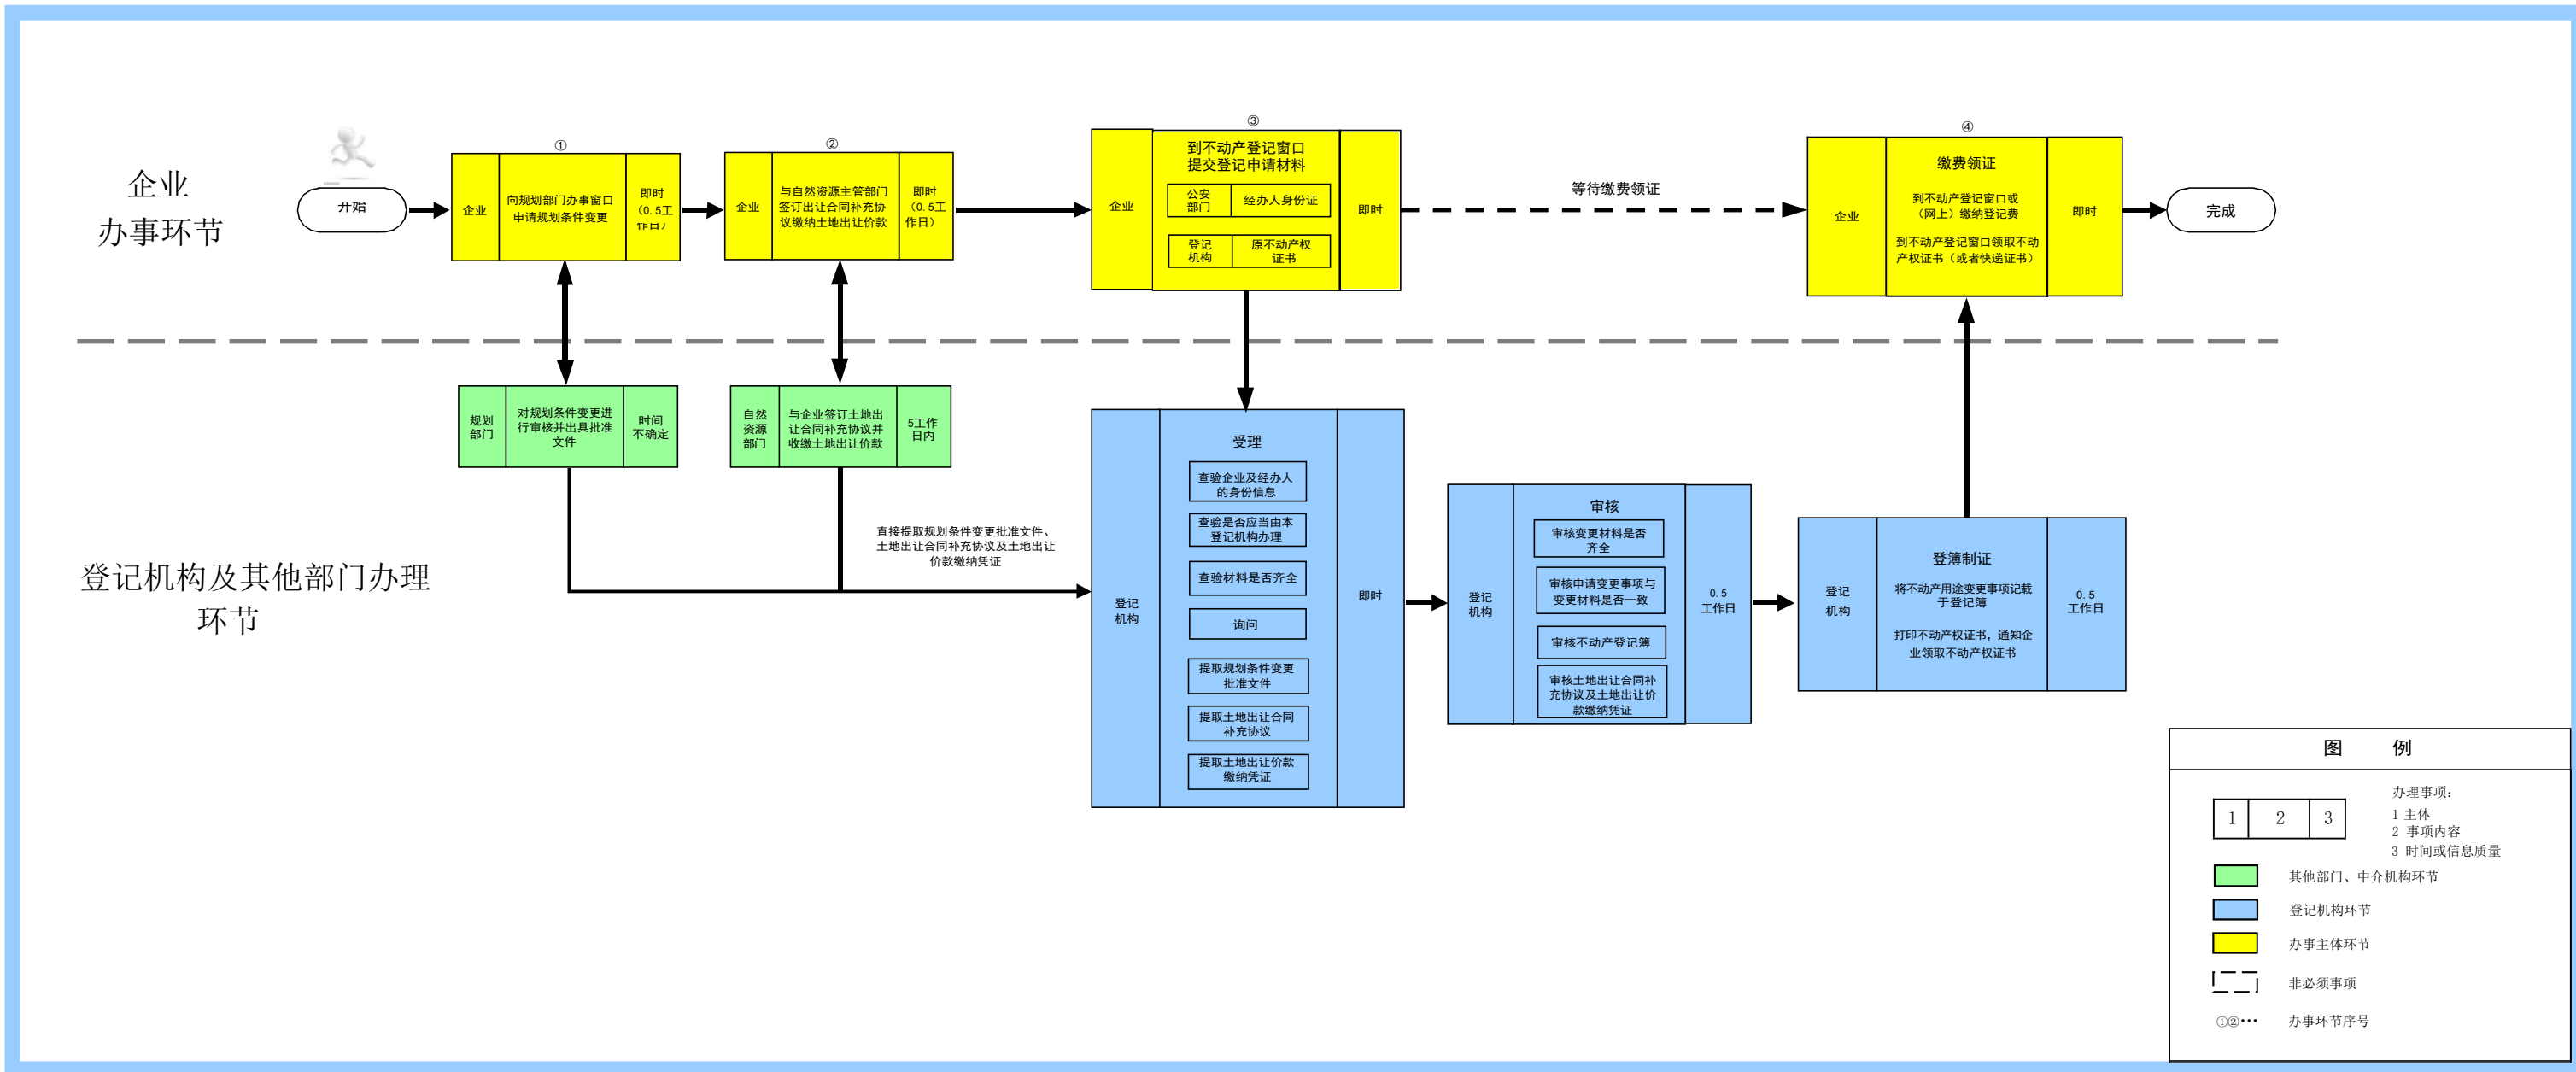 企业
办事环节
开始
①
企业
向规划部门办事窗口
申请规划条件变更
即时
（0.5工
作日）
②
企业
与自然资源主管部门
签订出让合同补充协
议缴纳土地出让价款
即时
（0.5工
作日）
③
企业
到不动产登记窗口
提交登记申请材料
公安
部门
经办人身份证
登记
机构
原不动产权
证书
即时
等待缴费领证
④
企业
缴费领证
到不动产登记窗口或
（网上）缴纳登记费
到不动产登记窗口领取不动
产权证书（或者快递证书）
即时
完成
登记机构及其他部门办理
环节
规划
部门
对规划条件变更进
行审核并出具批准
文件
时间
不确定
自然
资源
部门
与企业签订土地出
让合同补充协议并
收缴土地出让价款
5工作
日内
直接提取规划条件变更批准文件、
土地出让合同补充协议及土地出让
价款缴纳凭证
登记
机构
受理
查验企业及经办人
的身份信息
查验是否应当由本
登记机构办理
查验材料是否齐全
询问
提取规划条件变更
批准文件
提取土地出让合同
补充协议
提取土地出让价款
缴纳凭证
即时
登记
机构
审核
审核变更材料是否
齐全
审核申请变更事项与
变更材料是否一致
审核不动产登记簿
审核土地出让合同补
充协议及土地出让价
款缴纳凭证
0.5
工作日
登记
机构
登簿制证
将不动产用途变更事项记载
于登记簿
打印不动产权证书，通知企
业领取不动产权证书
0.5
工作日
图 例
1 2 3
办理事项：
1 主体
2 事项内容
3 时间或信息质量
其他部门、中介机构环节
登记机构环节
办事主体环节
非必须事项
①②… 办事环节序号